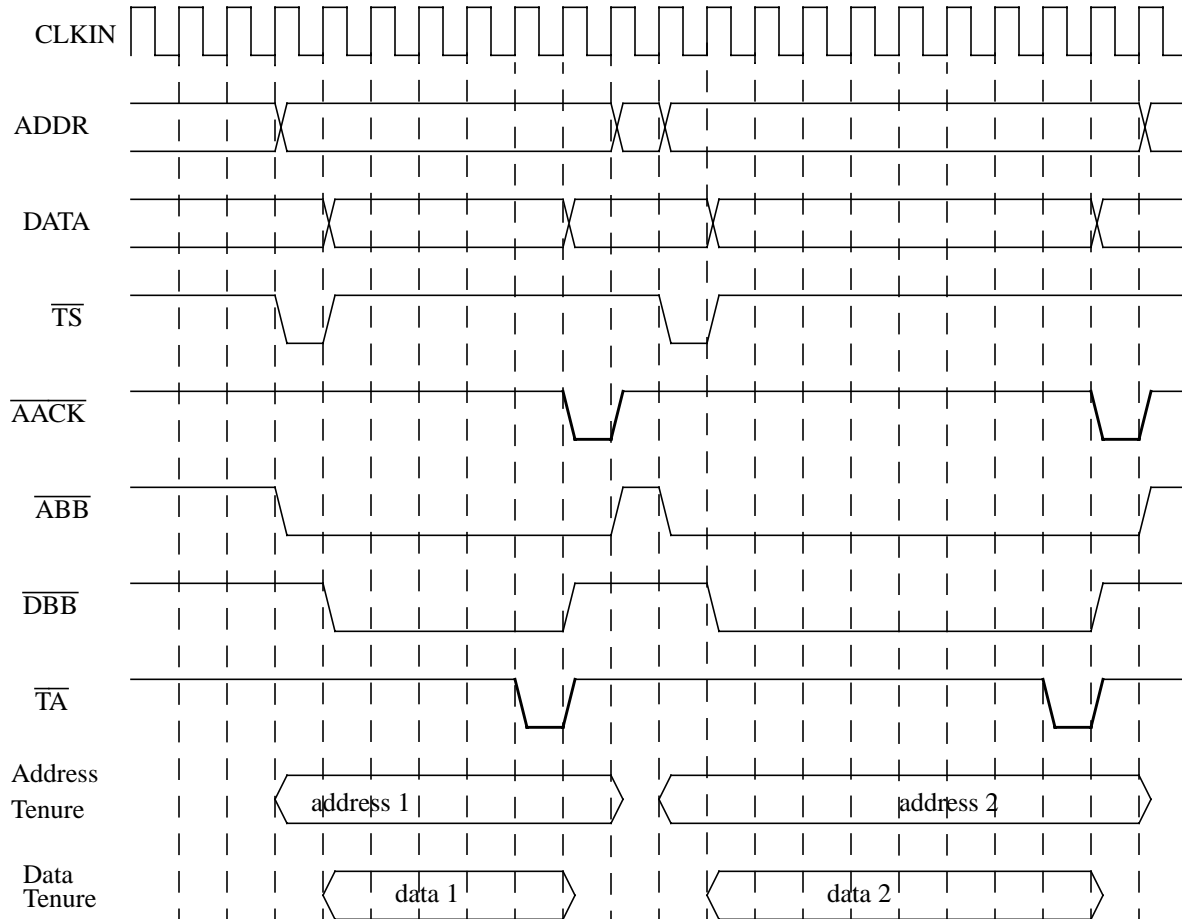 CLKIN
ADDR
DATA
TS
AACK
ABB
DBB
TA
Address
Tenure
address 1
address 2
Data
Tenure
data 1
data 2